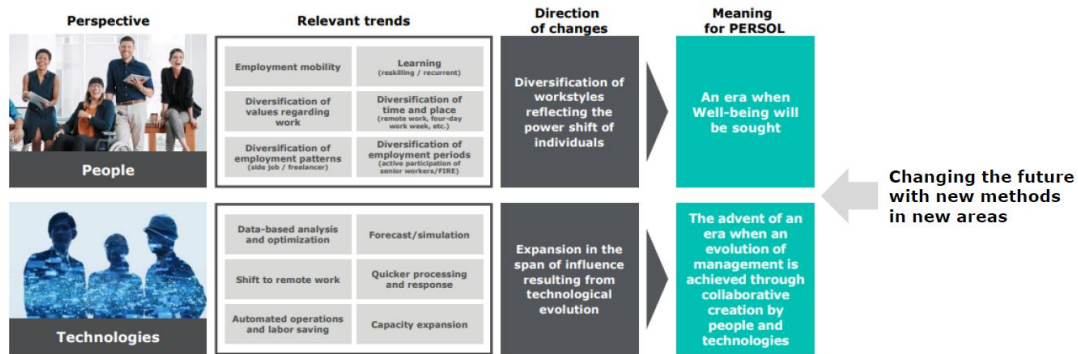 Perspective
Relevant trends
Direction
of changes
Meaning
for PERSOL
People
Employment mobility
Learning
(reskilling / recurrent)
Diversification of
values regarding
work
Diversification of
time and place
(remote work, four-day
work week, etc.)
Diversification of
employment patterns
(side job / freelancer)
Diversification of
employment periods
(active participation of
senior workers/FIRE)
Diversification of
workstyles
reflecting the
power shift of
individuals
An era when
Well-being will
be sought
Technologies
Data-based analysis
and optimization
Forecast/simulation
Shift to remote work
Quicker processing
and response
Automated operations
and labor saving
Capacity expansion
Expansion in the
span of influence
resulting from
technological
evolution
The advent of an
era when an
evolution of
management is
achieved through
collaborative
creation by
people and
technologies
Changing the future
with new methods
in new areas